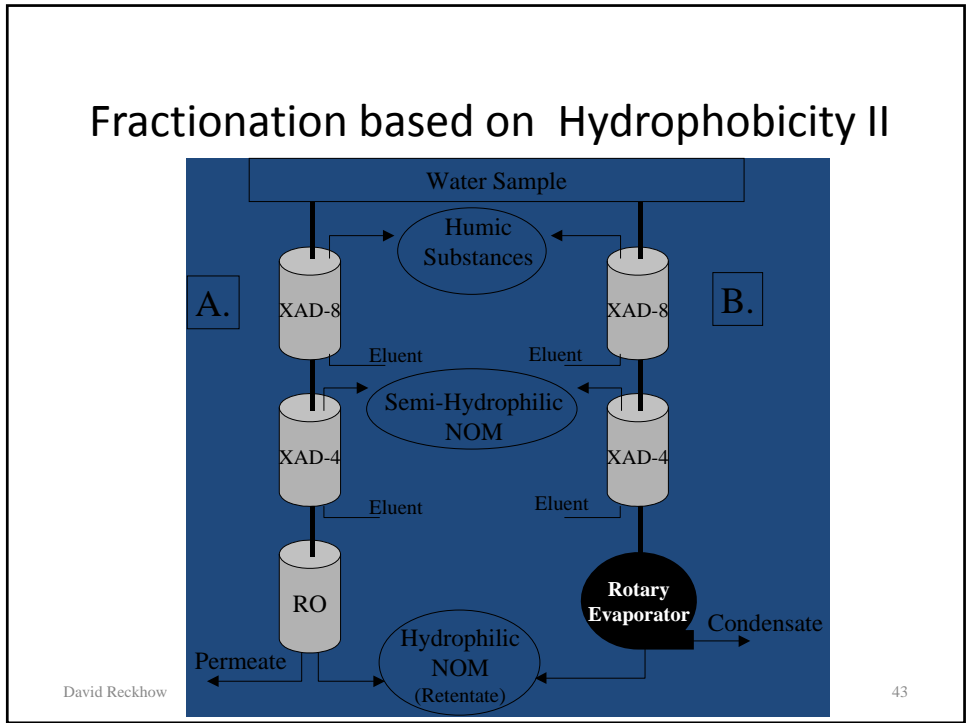 Fractionation based on Hydrophobicity II
Water Sample
Humic
Substances
A.
XAD-8
XAD-8
B.
Eluent
Eluent
Semi-Hydrophilic
NOM
XAD-4
XAD-4
Eluent
Eluent
RO
Rotary
Evaporator
Condensate
Hydrophilic
NOM
(Retentate)
Permeate
David Reckhow
43